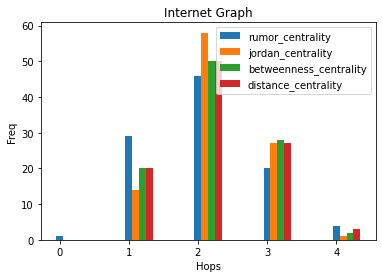 Internet Graph
rumor_centrality
jordan_centrality
betweenness_centrality
distance_centrality
Freq
60
50
40
30
20
10
0
0 1 2 3 4
Hops